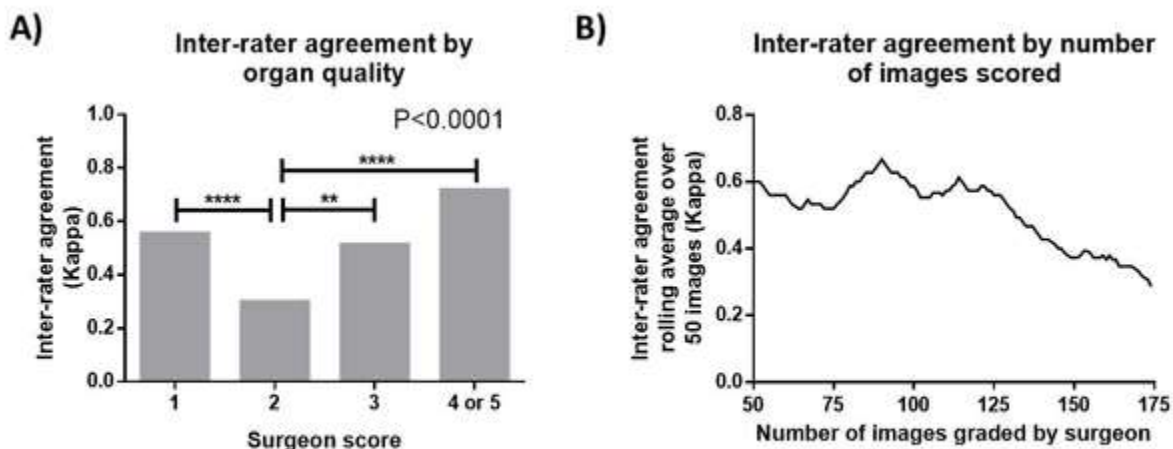 A)
Inter-rater agreement by
organ quality
Inter-rater agreement
(Kappa)
1.0
0.8
0.6
0.4
0.2
0.0
P<0.0001
****
****
**
1
2
3
4 or 5
Surgeon score
B)
Inter-rater agreement by number
of images scored
Inter-rater agreement
rolling average over
50 images (Kappa)
0.8
0.6
0.4
0.2
0.0
50
75
100
125
150
175
Number of images graded by surgeon